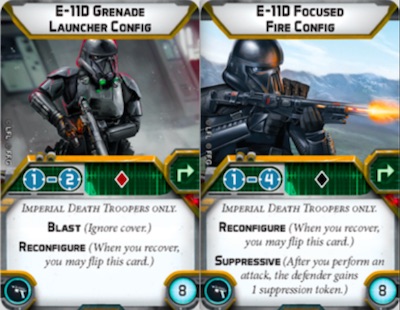 E-11D Grenade
Launcher Config
1-2
Imperial Death Troopers only.
Blast (Ignore cover.)
Reconfigure (When you recover,
you may flip this card.)
8
E-11D Focused
Fire Config
1-4
Imperial Death Troopers only.
Reconfigure (When you recover,
you may flip this card.)
Suppressive (After you perform an
attack, the defender gains
1 suppression token.)
8